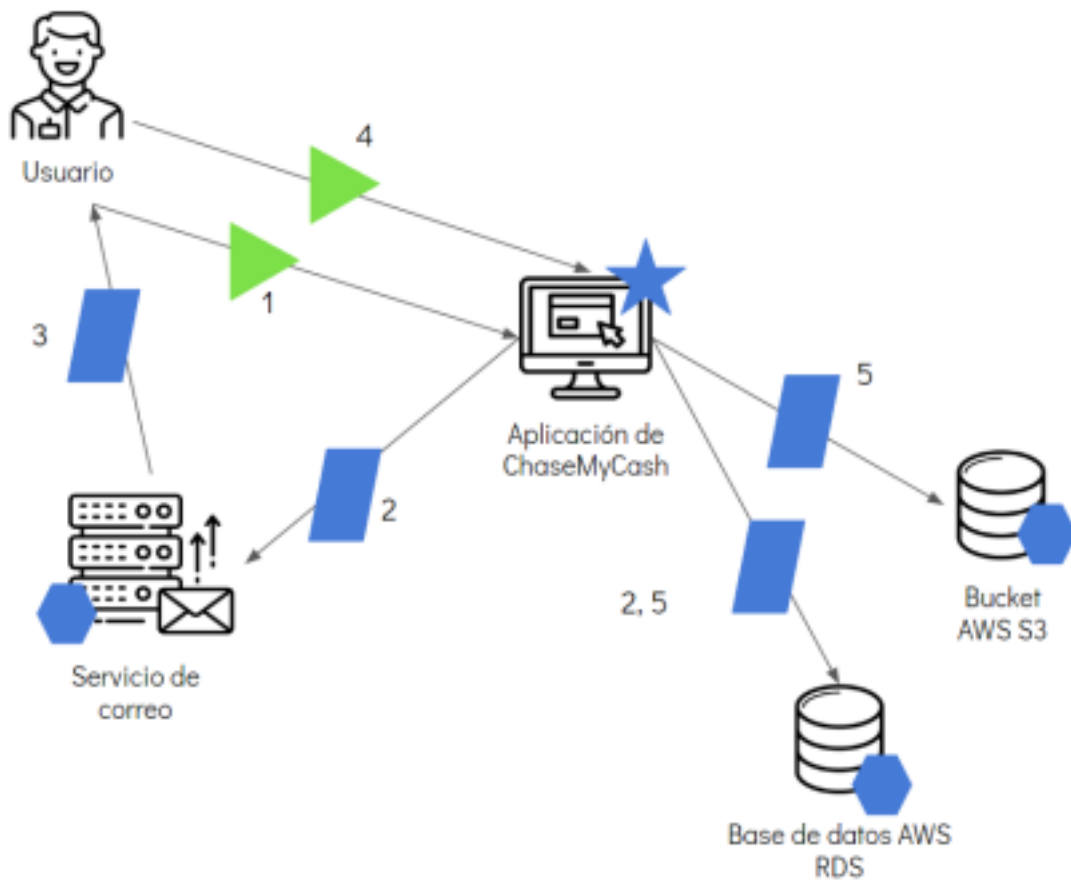 4
Usuario
1
3
5
Aplicación de
ChaseMyCash
2
2, 5
Bucket
AWS S3
Servicio de
correo
Base de datos AWS
RDS